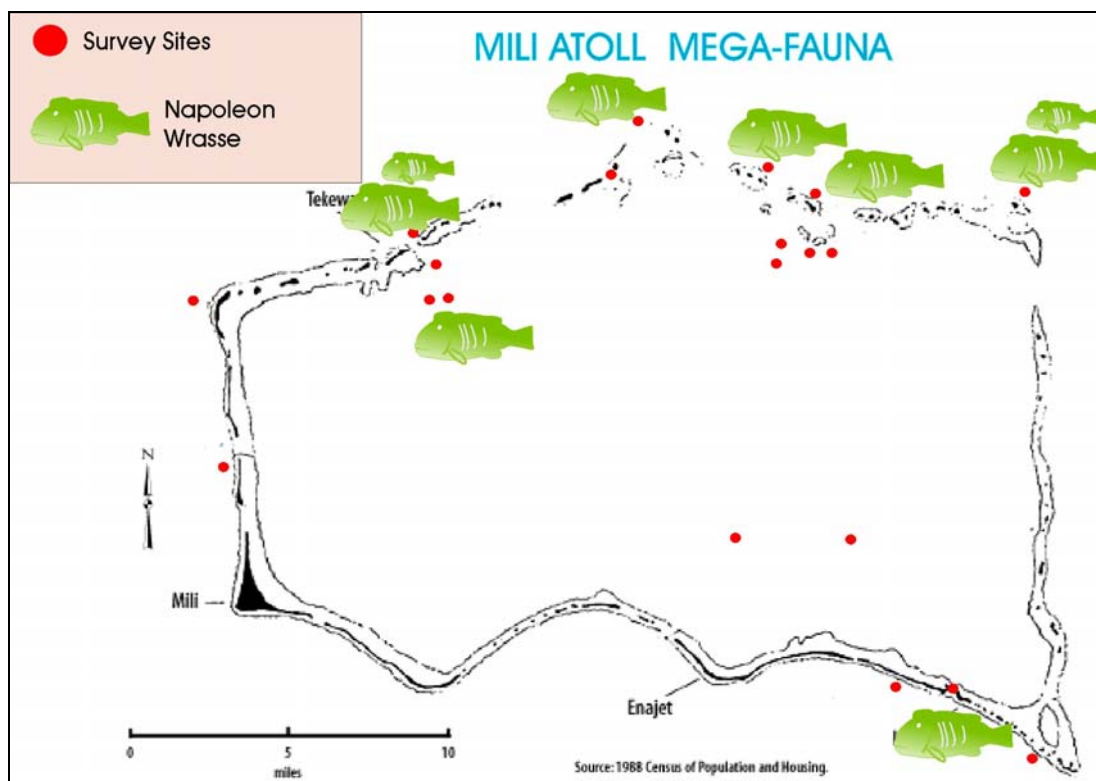 Survey Sites
Napoleon
Wrasse
MILI ATOLL MEGA-FAUNA
N
Mili
Enajet
0 5 10
miles
Source: 1988 Census of Population and Housing.